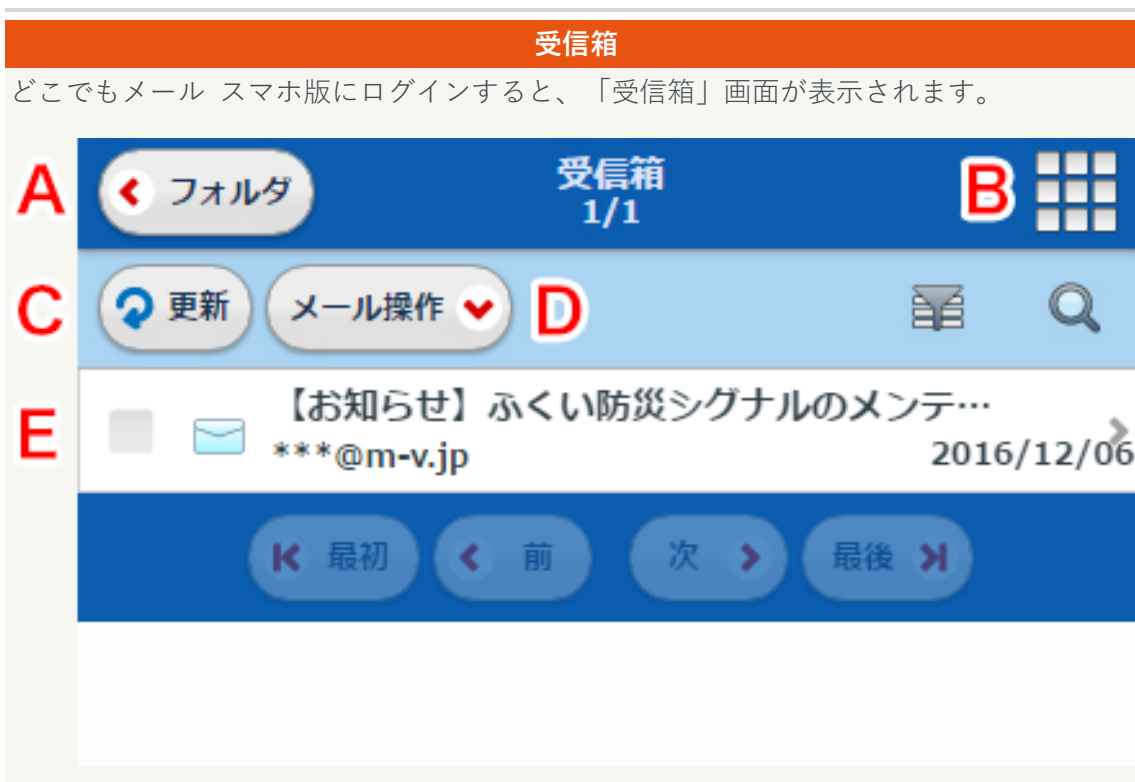 受信箱
どこでもメール スマホ版にログインすると、「受信箱」画面が表示されます。
A フォルダ 受信箱 B
1/1
C 更新 メール操作 D
E 【お知らせ】ふくい防災シグナルのメンテ…
***@m-v.jp 2016/12/06
最初 前 次 最後